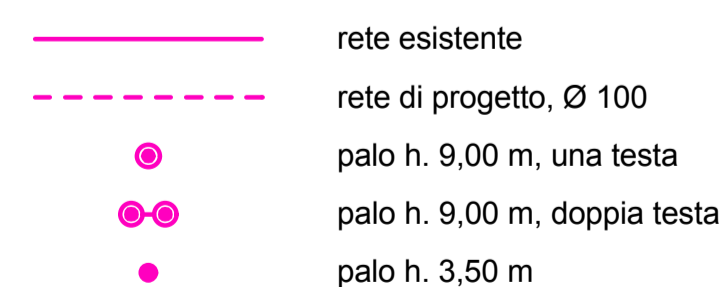 rete esistente
rete di progetto, Ø 100
palo h. 9,00 m, una testa
palo h. 9,00 m, doppia testa
palo h. 3,50 m